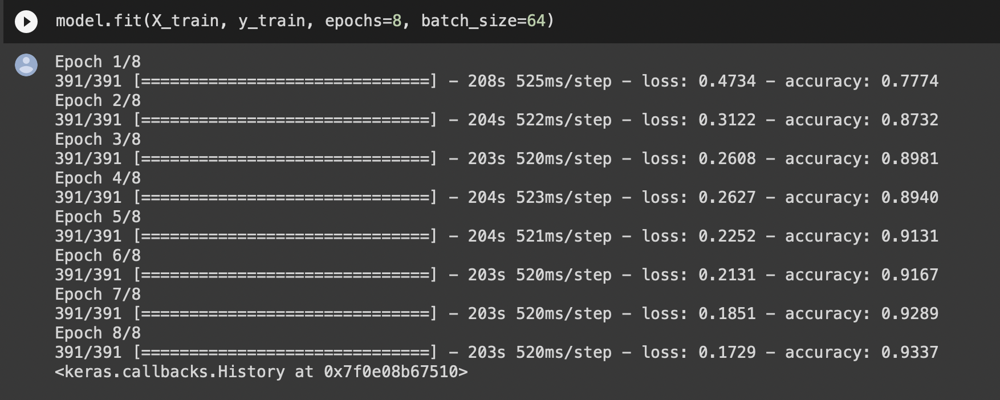 model.fit(X_train, y_train, epochs=8, batch_size=64)
Epoch 1/8
391/391 [==============================] - 208s 525ms/step - loss: 0.4734 - accuracy: 0.7774
Epoch 2/8
391/391 [==============================] - 204s 522ms/step - loss: 0.3122 - accuracy: 0.8732
Epoch 3/8
391/391 [==============================] - 203s 520ms/step - loss: 0.2608 - accuracy: 0.8981
Epoch 4/8
391/391 [==============================] - 204s 523ms/step - loss: 0.2627 - accuracy: 0.8940
Epoch 5/8
391/391 [==============================] - 204s 521ms/step - loss: 0.2252 - accuracy: 0.9131
Epoch 6/8
391/391 [==============================] - 203s 520ms/step - loss: 0.2131 - accuracy: 0.9167
Epoch 7/8
391/391 [==============================] - 203s 520ms/step - loss: 0.1851 - accuracy: 0.9289
Epoch 8/8
391/391 [==============================] - 203s 520ms/step - loss: 0.1729 - accuracy: 0.9337
<keras.callbacks.History at 0x7f0e08b67510>